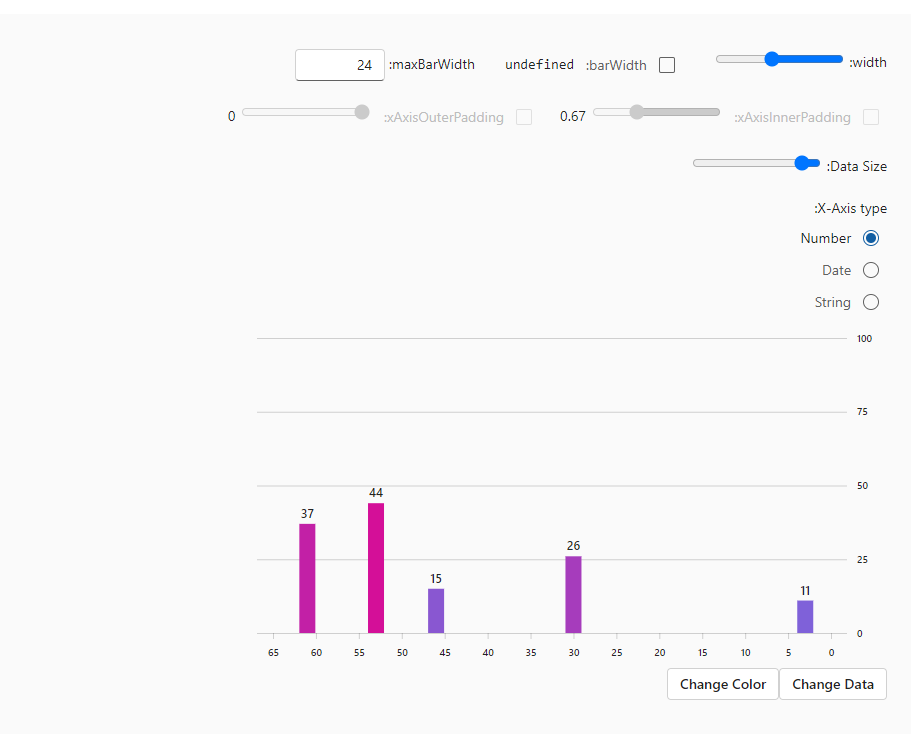 width:
barWidth: undefined
maxBarWidth: 24
xAxisInnerPadding: 0.67
xAxisOuterPadding: 0
Data Size:
X-Axis type:
Number
Date
String
100
75
50
25
0
37
44
15
26
11
65 60 55 50 45 40 35 30 25 20 15 10 5 0
Change Color Change Data